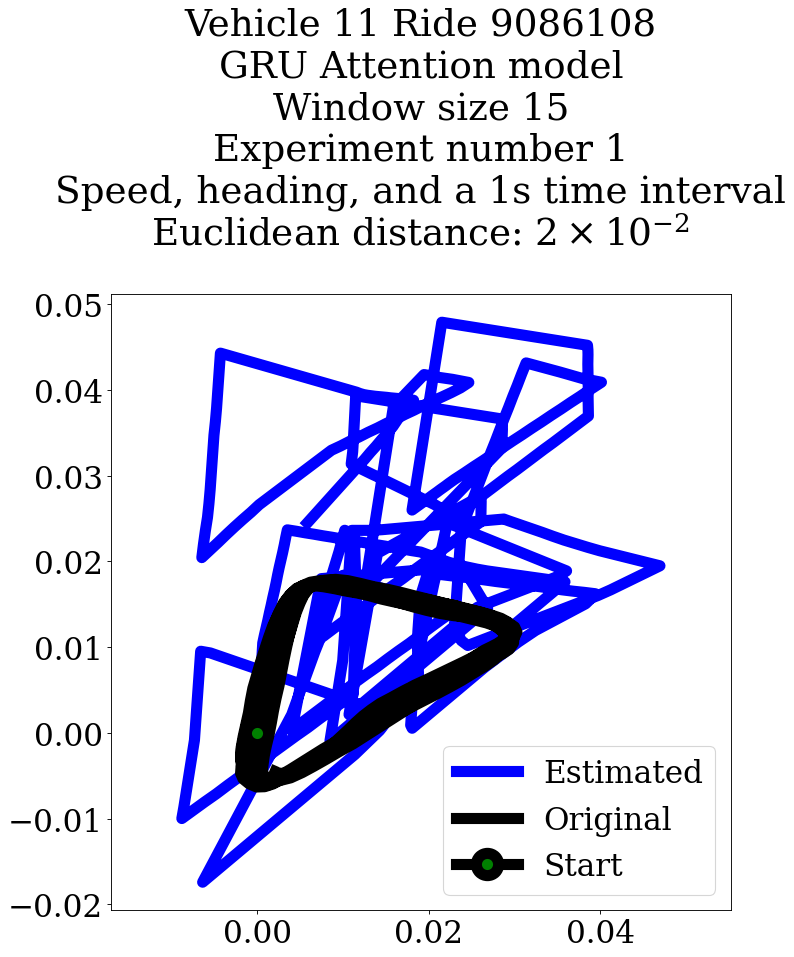 Vehicle 11 Ride 9086108
GRU Attention model
Window size 15
Experiment number 1
Speed, heading, and a 1s time interval
Euclidean distance: $2 \times 10^{-2}$
0.05
0.04
0.03
0.02
0.01
0.00
−0.01
−0.02
Estimated
Original
Start
0.00
0.02
0.04